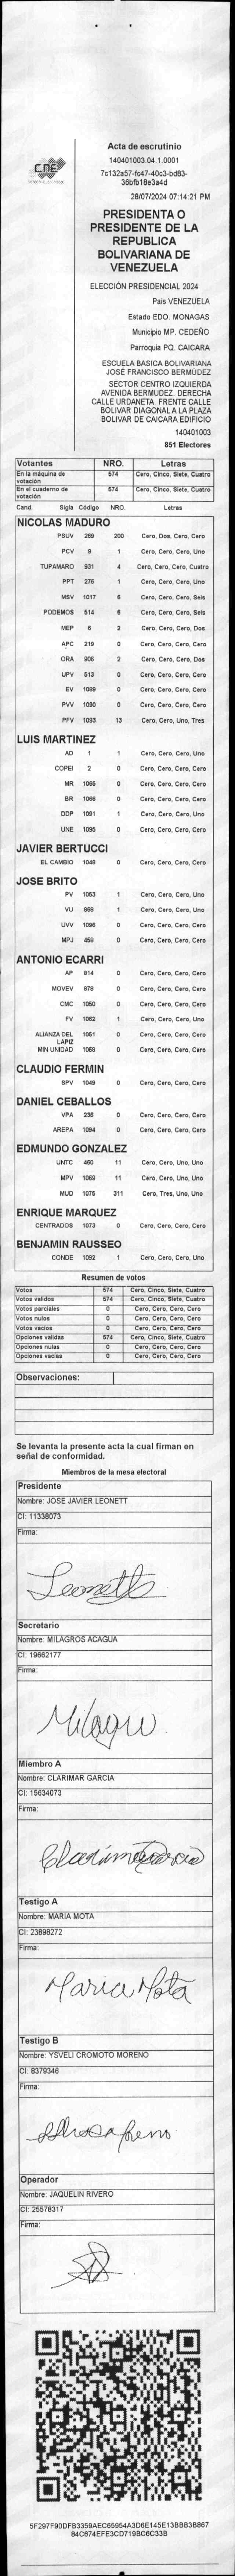 CNE
Acta de escrutinio
140401003.04.1.0001
7c132a57-fc47-40c3-bd83-
36bfb18e3a4d
28/07/2024 07:14:21 PM
PRESIDENTA O
PRESIDENTE DE LA
REPUBLICA
BOLIVARIANA DE
VENEZUELA
ELECCIÓN PRESIDENCIAL 2024
Pais VENEZUELA
Estado EDO. MONAGAS
Municipio MP. CEDEÑO
Parroquia PQ. CAICARA
ESCUELA BASICA BOLIVARIANA
JOSÉ FRANCISCO BERMÚDEZ
SECTOR CENTRO IZQUIERDA
AVENIDA BERMUDEZ. DERECHA
CALLE URDANETA. FRENTE CALLE
BOLIVAR DIAGONAL A LA PLAZA
BOLIVAR DE CAICARA EDIFICIO
140401003
851 Electores
Votantes NRO. Letras
En la máquina de votación 574 Cero, Cinco, Siete, Cuatro
En el cuaderno de votación 574 Cero, Cinco, Siete, Cuatro
Cand. Sigla Código NRO. Letras
NICOLAS MADURO
PSUV 269 200 Cero, Dos, Cero, Cero
PCV 9 1 Cero, Cero, Cero, Uno
TUPAMARO 931 4 Cero, Cero, Cero, Cuatro
PPT 276 1 Cero, Cero, Cero, Uno
MSV 1017 6 Cero, Cero, Cero, Seis
PODEMOS 514 6 Cero, Cero, Cero, Seis
MEP 6 2 Cero, Cero, Cero, Dos
APC 219 0 Cero, Cero, Cero, Cero
ORA 906 2 Cero, Cero, Cero, Dos
UPV 513 0 Cero, Cero, Cero, Cero
EV 1089 0 Cero, Cero, Cero, Cero
PVV 1090 0 Cero, Cero, Cero, Cero
PFV 1093 13 Cero, Cero, Uno, Tres
LUIS MARTINEZ
AD 1 1 Cero, Cero, Cero, Uno
COPEI 2 0 Cero, Cero, Cero, Cero
MR 1065 0 Cero, Cero, Cero, Cero
BR 1066 0 Cero, Cero, Cero, Cero
DDP 1091 1 Cero, Cero, Cero, Uno
UNE 1095 0 Cero, Cero, Cero, Cero
JAVIER BERTUCCI
EL CAMBIO 1048 0 Cero, Cero, Cero, Cero
JOSE BRITO
PV 1053 1 Cero, Cero, Cero, Uno
VU 868 1 Cero, Cero, Cero, Uno
UVV 1096 0 Cero, Cero, Cero, Cero
MPJ 458 0 Cero, Cero, Cero, Cero
ANTONIO ECARRI
AP 814 0 Cero, Cero, Cero, Cero
MOVEV 878 0 Cero, Cero, Cero, Cero
CMC 1050 0 Cero, Cero, Cero, Cero
FV 1062 1 Cero, Cero, Cero, Uno
ALIANZA DEL LAPIZ 1051 0 Cero, Cero, Cero, Cero
MIN UNIDAD 1058 0 Cero, Cero, Cero, Cero
CLAUDIO FERMIN
SPV 1049 0 Cero, Cero, Cero, Cero
DANIEL CEBALLOS
VPA 236 0 Cero, Cero, Cero, Cero
AREPA 1094 0 Cero, Cero, Cero, Cero
EDMUNDO GONZALEZ
UNTC 460 11 Cero, Cero, Uno, Uno
MPV 1069 11 Cero, Cero, Uno, Uno
MUD 1075 311 Cero, Tres, Uno, Uno
ENRIQUE MARQUEZ
CENTRADOS 1073 0 Cero, Cero, Cero, Cero
BENJAMIN RAUSSEO
CONDE 1092 1 Cero, Cero, Cero, Uno
Resumen de votos
Votos 574 Cero, Cinco, Siete, Cuatro
Votos válidos 574 Cero, Cinco, Siete, Cuatro
Votos parciales 0 Cero, Cero, Cero, Cero
Votos nulos 0 Cero, Cero, Cero, Cero
Votos vacíos 0 Cero, Cero, Cero, Cero
Opciones válidas 574 Cero, Cinco, Siete, Cuatro
Opciones nulas 0 Cero, Cero, Cero, Cero
Opciones vacías 0 Cero, Cero, Cero, Cero
Observaciones:
Se levanta la presente acta la cual firman en
señal de conformidad.
Miembros de la mesa electoral
Presidente
Nombre: JOSE JAVIER LEONETT
CI: 11338073
Firma:
Leonett
Secretario
Nombre: MILAGROS ACAGUA
CI: 19662177
Firma:
Milagro
Miembro A
Nombre: CLARIMAR GARCIA
CI: 15634073
Firma:
Testigo A
Nombre: MARIA MOTA
CI: 23898272
Firma:
Maria Mota
Testigo B
Nombre: YSVELI CROMOTO MORENO
CI: 8379346
Firma:
Operador
Nombre: JAQUELIN RIVERO
CI: 25578317
Firma:
5F297F90DFB3359AEC65954A3D6E145E13BBB3B867
84C674EFE3CD719BC6C33B